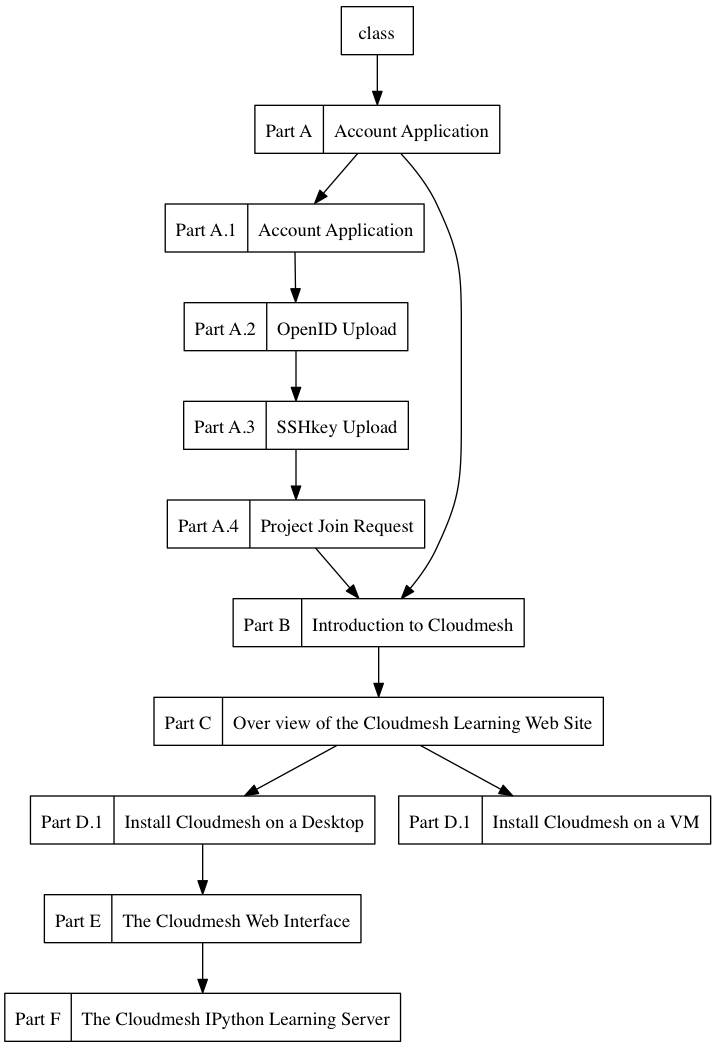 class
Part A Account Application
Part A.1 Account Application
Part A.2 OpenID Upload
Part A.3 SSHkey Upload
Part A.4 Project Join Request
Part B Introduction to Cloudmesh
Part C Over view of the Cloudmesh Learning Web Site
Part D.1 Install Cloudmesh on a Desktop
Part D.1 Install Cloudmesh on a VM
Part E The Cloudmesh Web Interface
Part F The Cloudmesh IPython Learning Server